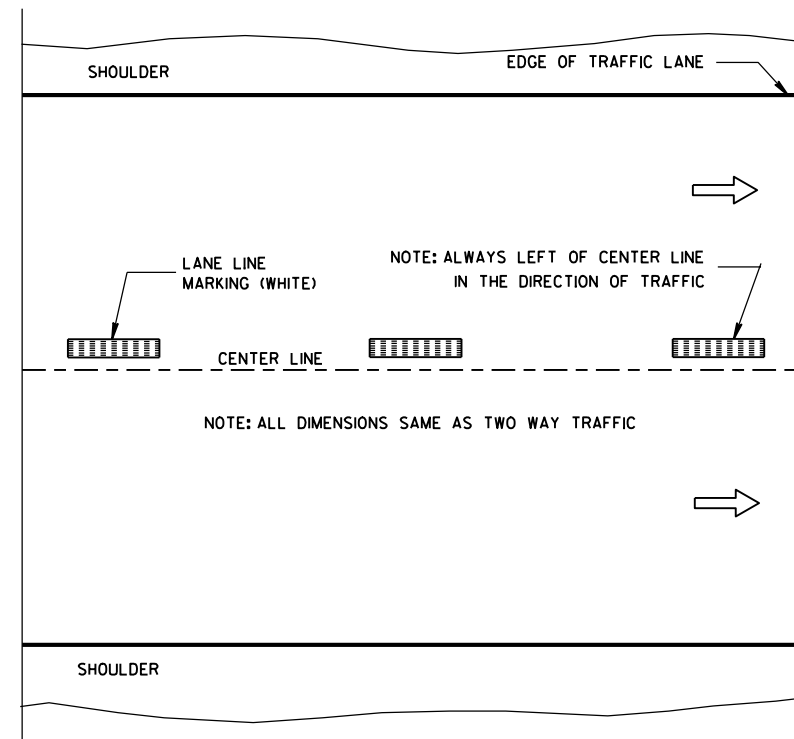 SHOULDER
EDGE OF TRAFFIC LANE
LANE LINE
MARKING (WHITE)
NOTE: ALWAYS LEFT OF CENTER LINE
IN THE DIRECTION OF TRAFFIC
CENTER LINE
NOTE: ALL DIMENSIONS SAME AS TWO WAY TRAFFIC
SHOULDER